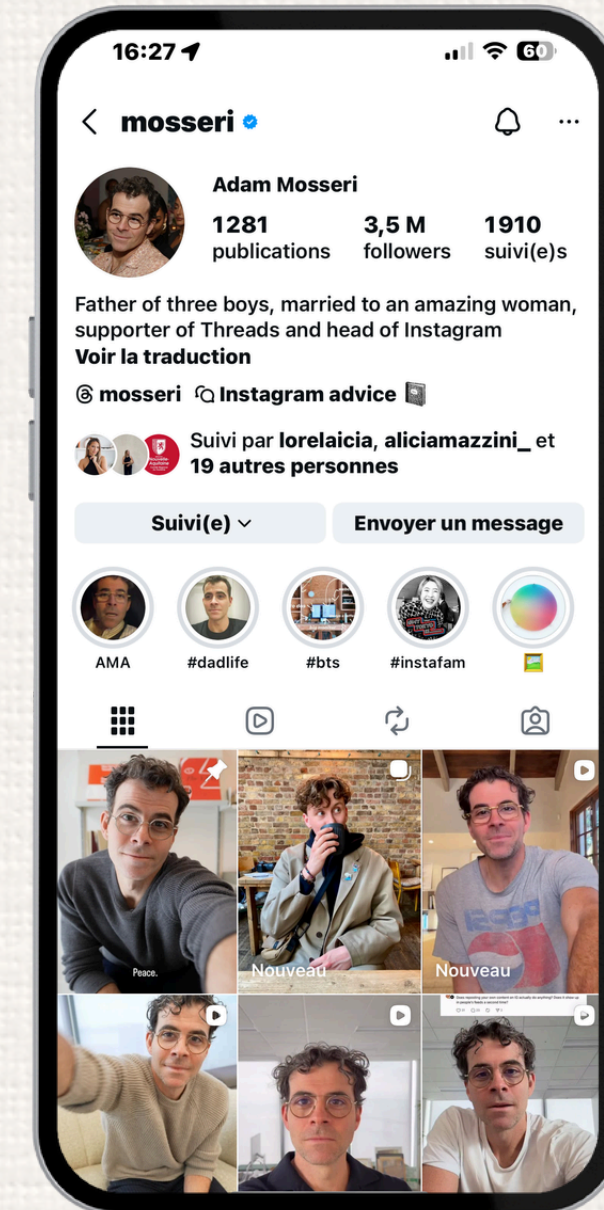 16:27
60
mosseri
Adam Mosseri
1281 3,5 M 1910
publications followers suivi(e)s
Father of three boys, married to an amazing woman,
supporter of Threads and head of Instagram
Voir la traduction
mosseri Instagram advice
Suivi par lorelaicia, aliciamazzini_ et
19 autres personnes
Suivi(e) Envoyer un message
AMA #dadlife #bts #instafam
Peace.
Nouveau
Nouveau
PEPSI